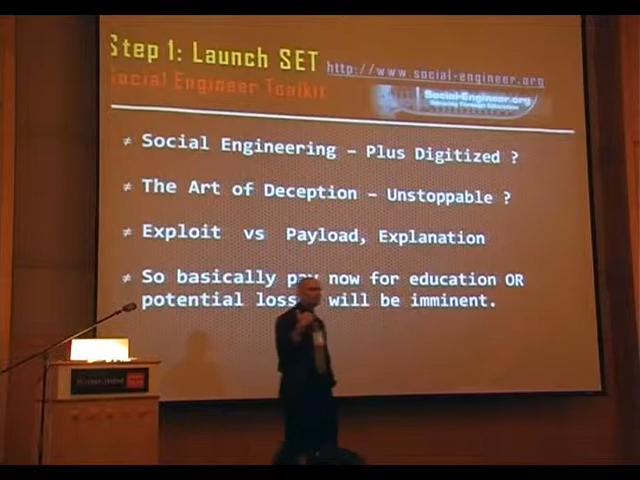 Step 1: Launch SET
http://www.social-engineer.org
Social Engineer Toolkit
Social-Engineer.org
≠ Social Engineering – Plus Digitized ?
≠ The Art of Deception – Unstoppable ?
≠ Exploit vs Payload, Explanation
≠ So basically pay now for education OR
potential loss will be imminent.